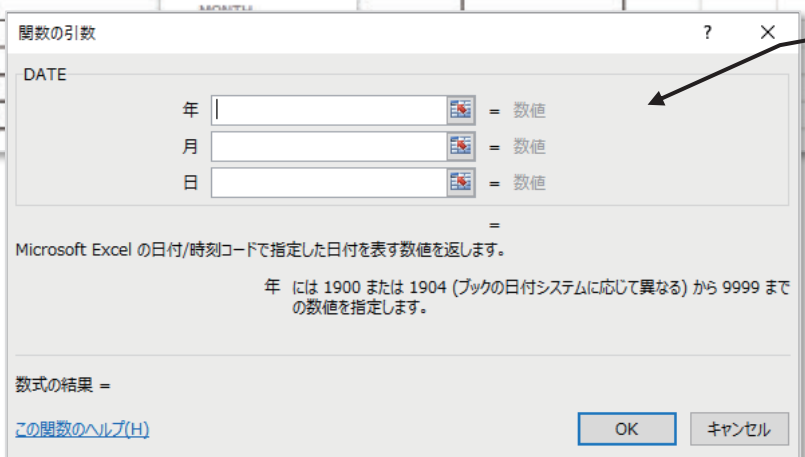 MONTH
関数の引数 ? ×
DATE
年 = 数値
月 = 数値
日 = 数値
=
Microsoft Excel の日付/時刻コードで指定した日付を表す数値を返します。
年 には 1900 または 1904 (ブックの日付システムに応じて異なる) から 9999 まで
の数値を指定します。
数式の結果 =
この関数のヘルプ(H) OK キャンセル